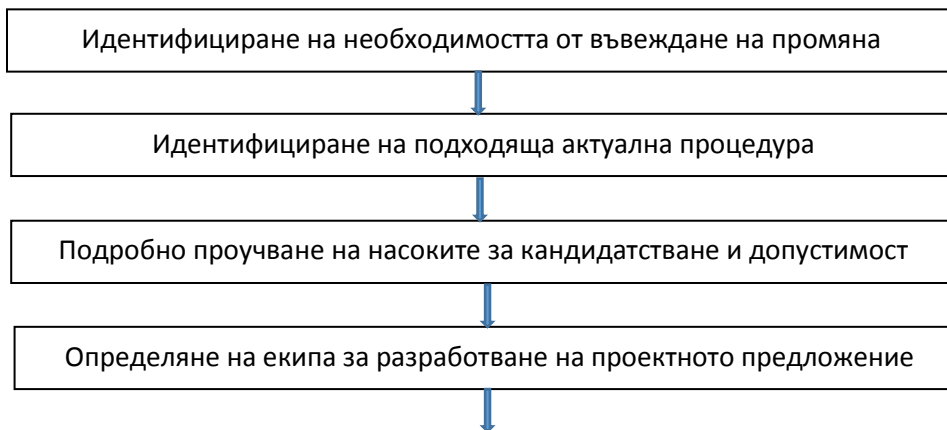 Идентифициране на необходимостта от въвеждане на промяна
Идентифициране на подходяща актуална процедура
Подробно проучване на насоките за кандидатстване и допустимост
Определяне на екипа за разработване на проектното предложение